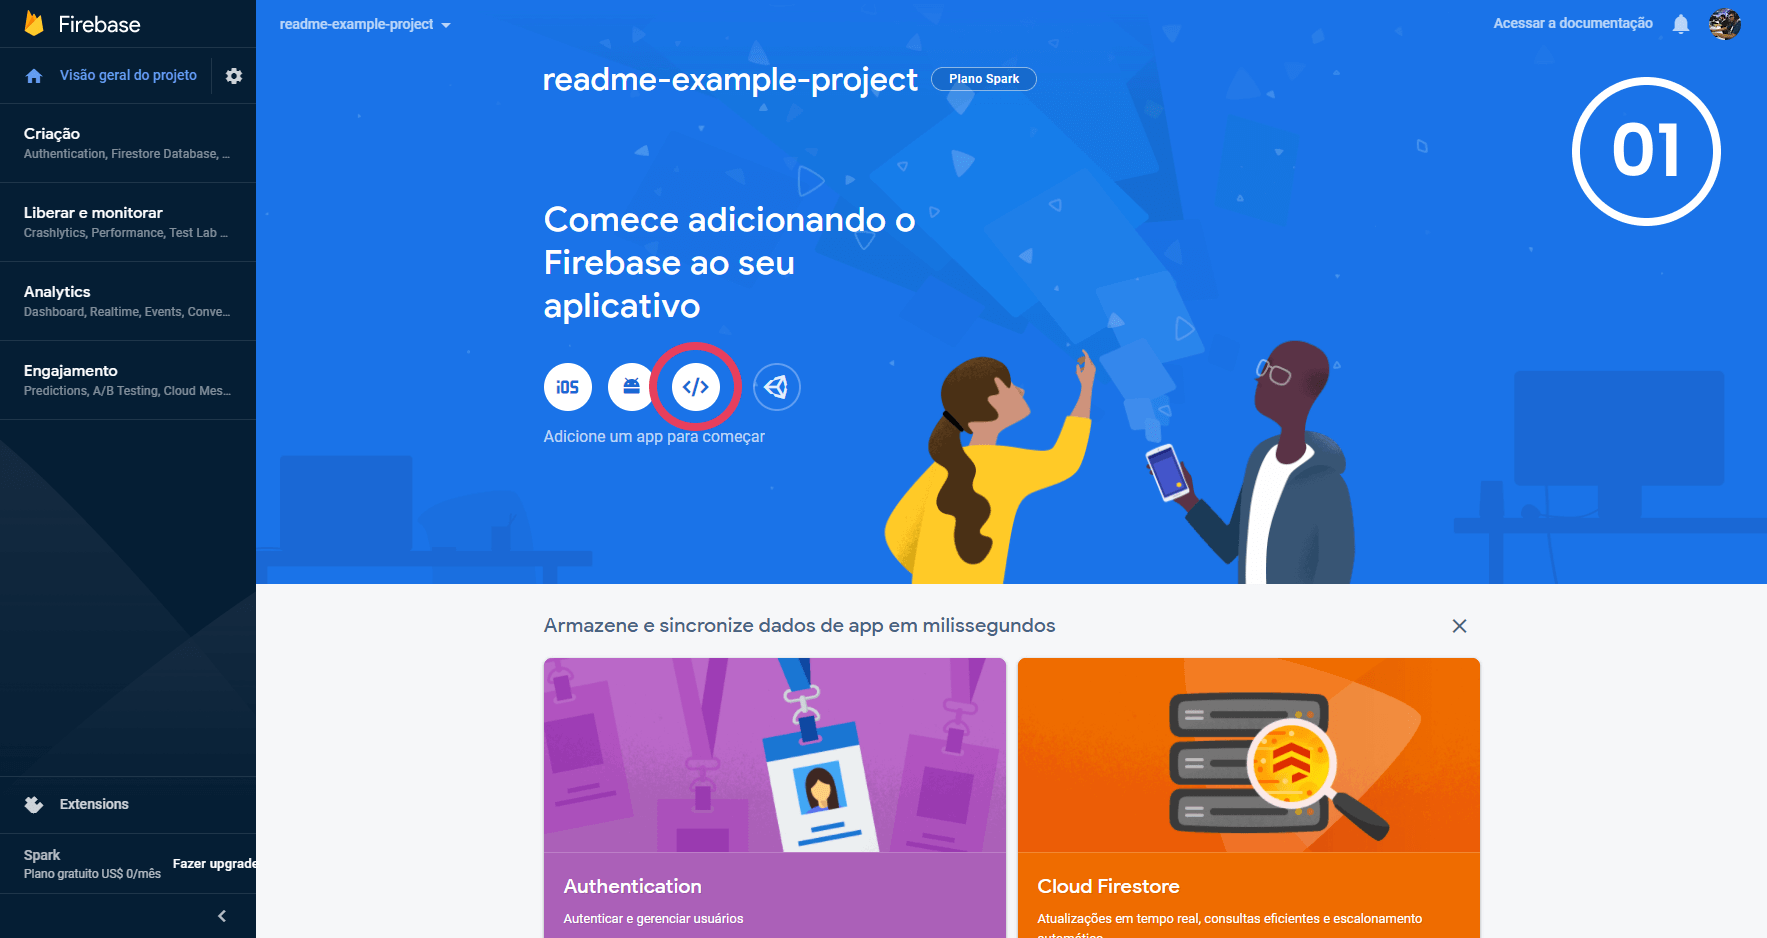 Firebase
Visão geral do projeto
Criação
Authentication, Firestore Database, ...
Liberar e monitorar
Crashlytics, Performance, Test Lab ...
Analytics
Dashboard, Realtime, Events, Conve...
Engajamento
Predictions, A/B Testing, Cloud Mes...
Extensions
Spark
Plano gratuito US$ 0/mês
Fazer upgrade
readme-example-project
Acessar a documentação
readme-example-project
Plano Spark
01
Comece adicionando o
Firebase ao seu
aplicativo
iOS
</>
Adicione um app para começar
Armazene e sincronize dados de app em milissegundos
Authentication
Autenticar e gerenciar usuários
Cloud Firestore
Atualizações em tempo real, consultas eficientes e escalonamento